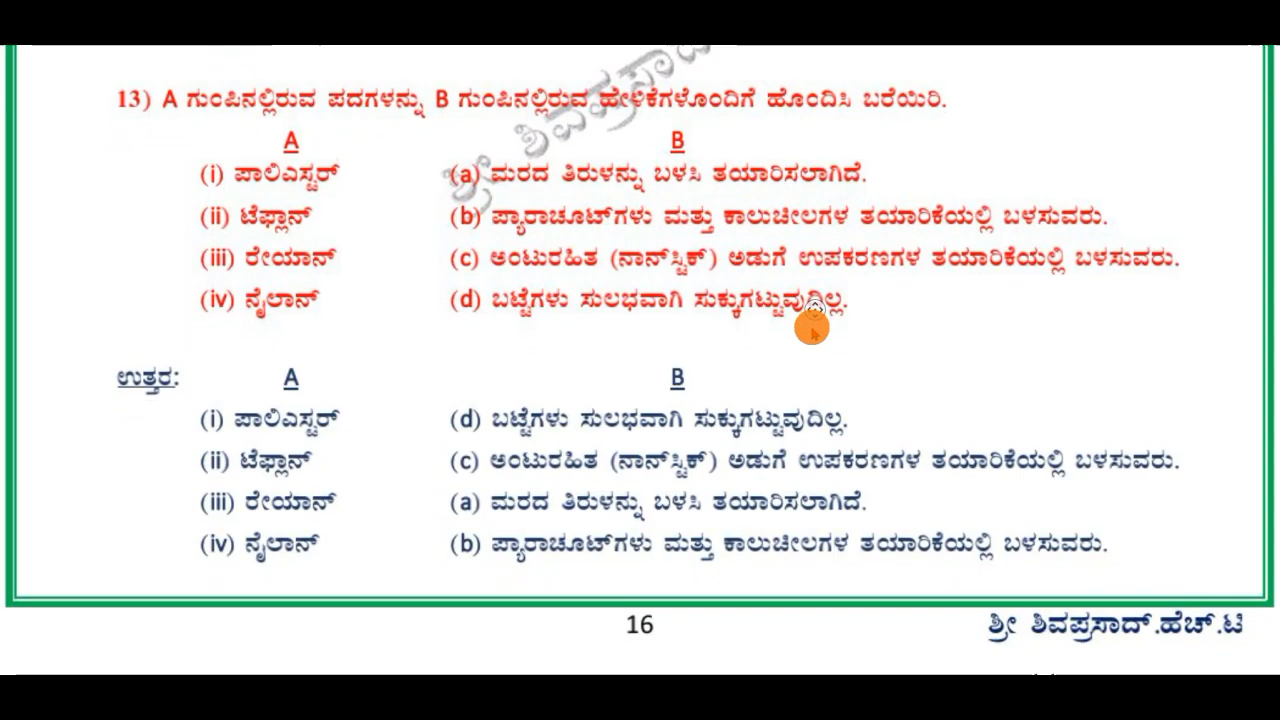 ಶ್ರೀ ಶಿವಪ್ರಸಾದ್
13) A ಗುಂಪಿನಲ್ಲಿರುವ ಪದಗಳನ್ನು B ಗುಂಪಿನಲ್ಲಿರುವ ಹೇಳಿಕೆಗಳೊಂದಿಗೆ ಹೊಂದಿಸಿ ಬರೆಯಿರಿ.
A B
(i) ಪಾಲಿಎಸ್ಟರ್ (a) ಮರದ ತಿರುಳನ್ನು ಬಳಸಿ ತಯಾರಿಸಲಾಗಿದೆ.
(ii) ಟೆಫ್ಲಾನ್ (b) ಪ್ಯಾರಾಚೂಟ್‌ಗಳು ಮತ್ತು ಕಾಲುಚೀಲಗಳ ತಯಾರಿಕೆಯಲ್ಲಿ ಬಳಸುವರು.
(iii) ರೇಯಾನ್ (c) ಅಂಟುರಹಿತ (ನಾನ್‌ಸ್ಟಿಕ್) ಅಡುಗೆ ಉಪಕರಣಗಳ ತಯಾರಿಕೆಯಲ್ಲಿ ಬಳಸುವರು.
(iv) ನೈಲಾನ್ (d) ಬಟ್ಟೆಗಳು ಸುಲಭವಾಗಿ ಸುಕ್ಕುಗಟ್ಟುವುದಿಲ್ಲ.
ಉತ್ತರ: A B
(i) ಪಾಲಿಎಸ್ಟರ್ (d) ಬಟ್ಟೆಗಳು ಸುಲಭವಾಗಿ ಸುಕ್ಕುಗಟ್ಟುವುದಿಲ್ಲ.
(ii) ಟೆಫ್ಲಾನ್ (c) ಅಂಟುರಹಿತ (ನಾನ್‌ಸ್ಟಿಕ್) ಅಡುಗೆ ಉಪಕರಣಗಳ ತಯಾರಿಕೆಯಲ್ಲಿ ಬಳಸುವರು.
(iii) ರೇಯಾನ್ (a) ಮರದ ತಿರುಳನ್ನು ಬಳಸಿ ತಯಾರಿಸಲಾಗಿದೆ.
(iv) ನೈಲಾನ್ (b) ಪ್ಯಾರಾಚೂಟ್‌ಗಳು ಮತ್ತು ಕಾಲುಚೀಲಗಳ ತಯಾರಿಕೆಯಲ್ಲಿ ಬಳಸುವರು.
16 ಶ್ರೀ ಶಿವಪ್ರಸಾದ್.ಹೆಚ್.ಟಿ